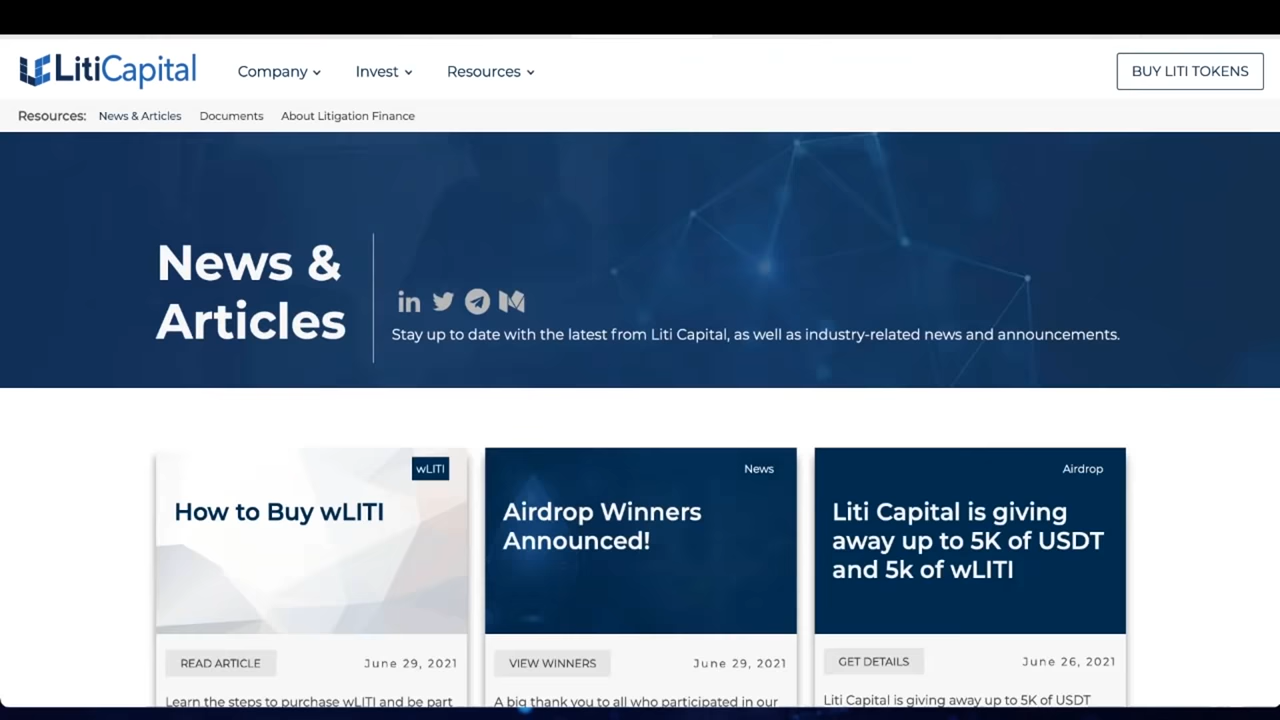 LitiCapital
Company
Invest
Resources
BUY LITI TOKENS
Resources:
News & Articles
Documents
About Litigation Finance
News &
Articles
Stay up to date with the latest from Liti Capital, as well as industry-related news and announcements.
wLITI
How to Buy wLITI
READ ARTICLE
June 29, 2021
Learn the steps to purchase wLITI and be part
News
Airdrop Winners
Announced!
VIEW WINNERS
June 29, 2021
A big thank you to all who participated in our
Airdrop
Liti Capital is giving
away up to 5K of USDT
and 5k of wLITI
GET DETAILS
June 26, 2021
Liti Capital is giving away up to 5K of USDT